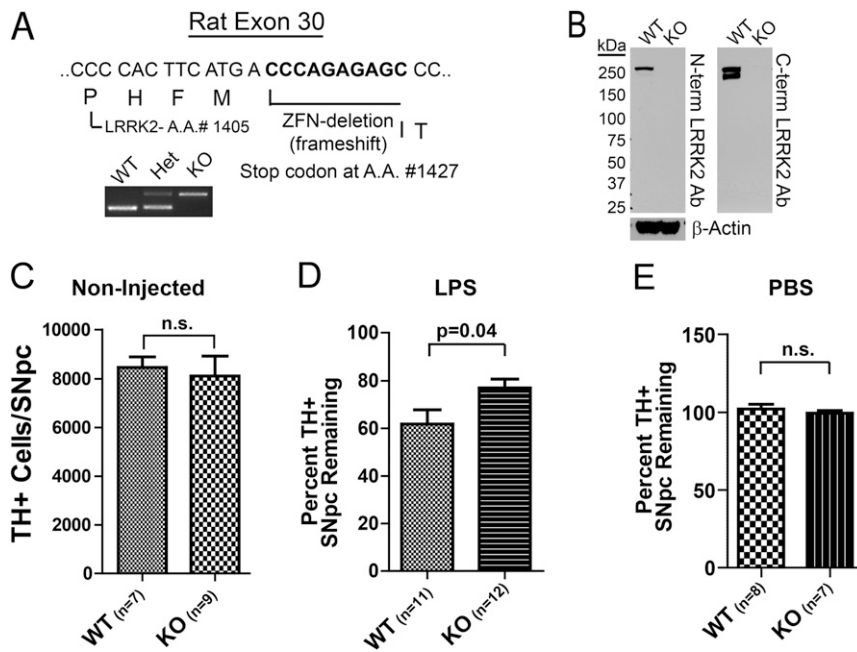 A
Rat Exon 30
..CCC CAC TTC ATG A CCCAGAGAGC CC..
P H F M
LRRK2- A.A.# 1405
ZFN-deletion
(frameshift)
I T
Stop codon at A.A. #1427
WT Het KO
B
kDa
WT KO
WT KO
250
150
100
75
50
37
25
N-term LRRK2 Ab
C-term LRRK2 Ab
β-Actin
C
Non-Injected
TH+ Cells/SNpc
10000
8000
6000
4000
2000
0
n.s.
WT (n=7)
KO (n=9)
D
LPS
Percent TH+
SNpc Remaining
100
80
60
40
20
0
p=0.04
WT (n=11)
KO (n=12)
E
PBS
Percent TH+
SNpc Remaining
150
100
50
0
n.s.
WT (n=8)
KO (n=7)